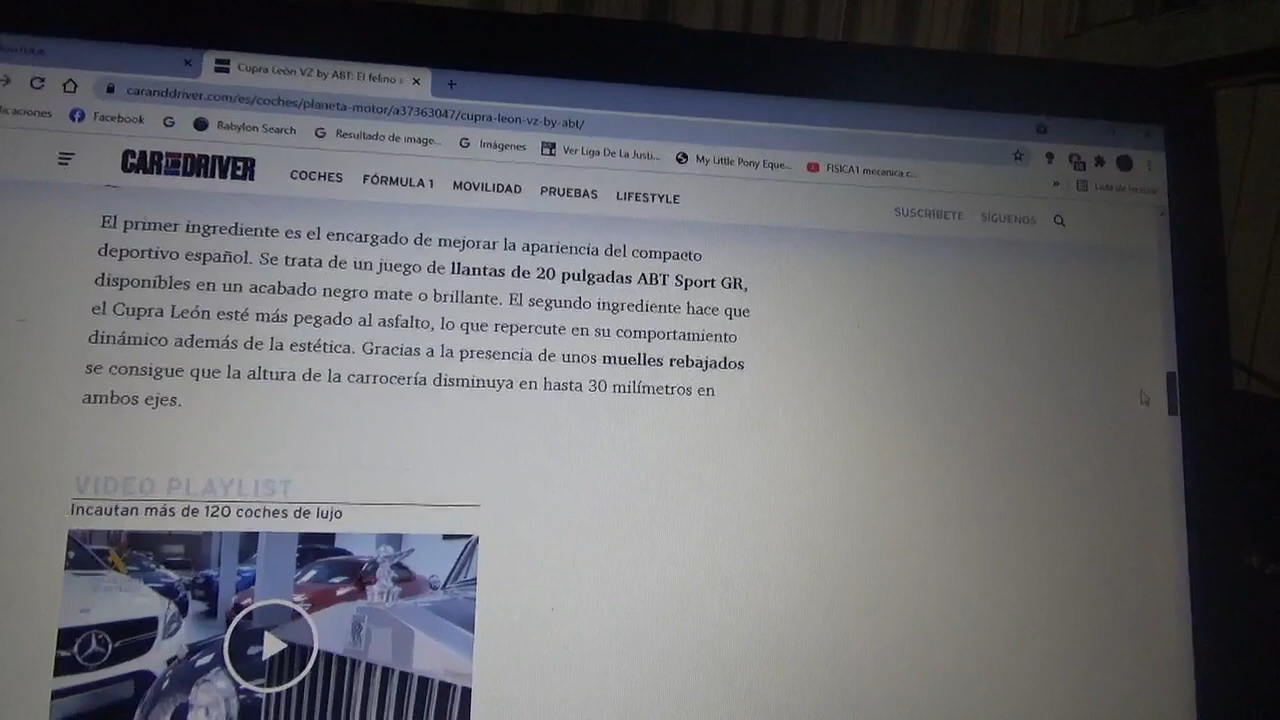 Cupra León VZ by ABT: El felino
caranddriver.com/es/coches/planeta-motor/a37363047/cupra-leon-vz-by-abt/
Facebook
Babylon Search
Resultado de image...
Imágenes
Ver Liga De La Justi...
My Little Pony Eque...
FISICA1 mecanica c...
Lista de lectura
CAR AND DRIVER
COCHES
FÓRMULA 1
MOVILIDAD
PRUEBAS
LIFESTYLE
SUSCRÍBETE
SÍGUENOS
El primer ingrediente es el encargado de mejorar la apariencia del compacto
deportivo español. Se trata de un juego de llantas de 20 pulgadas ABT Sport GR,
disponibles en un acabado negro mate o brillante. El segundo ingrediente hace que
el Cupra León esté más pegado al asfalto, lo que repercute en su comportamiento
dinámico además de la estética. Gracias a la presencia de unos muelles rebajados
se consigue que la altura de la carrocería disminuya en hasta 30 milímetros en
ambos ejes.
VIDEO PLAYLIST
Incautan más de 120 coches de lujo